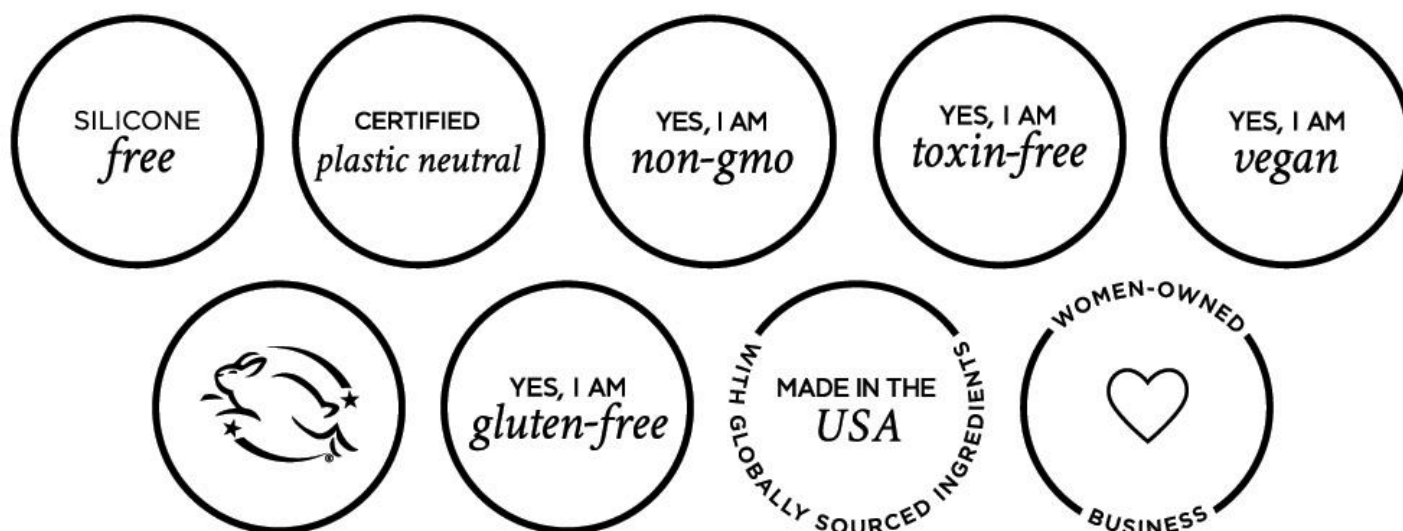 SILICONE
free
CERTIFIED
plastic neutral
YES, I AM
non-gmo
YES, I AM
toxin-free
YES, I AM
vegan
®
YES, I AM
gluten-free
MADE IN THE
USA
WITH GLOBALLY SOURCED INGREDIENTS
WOMEN-OWNED
BUSINESS